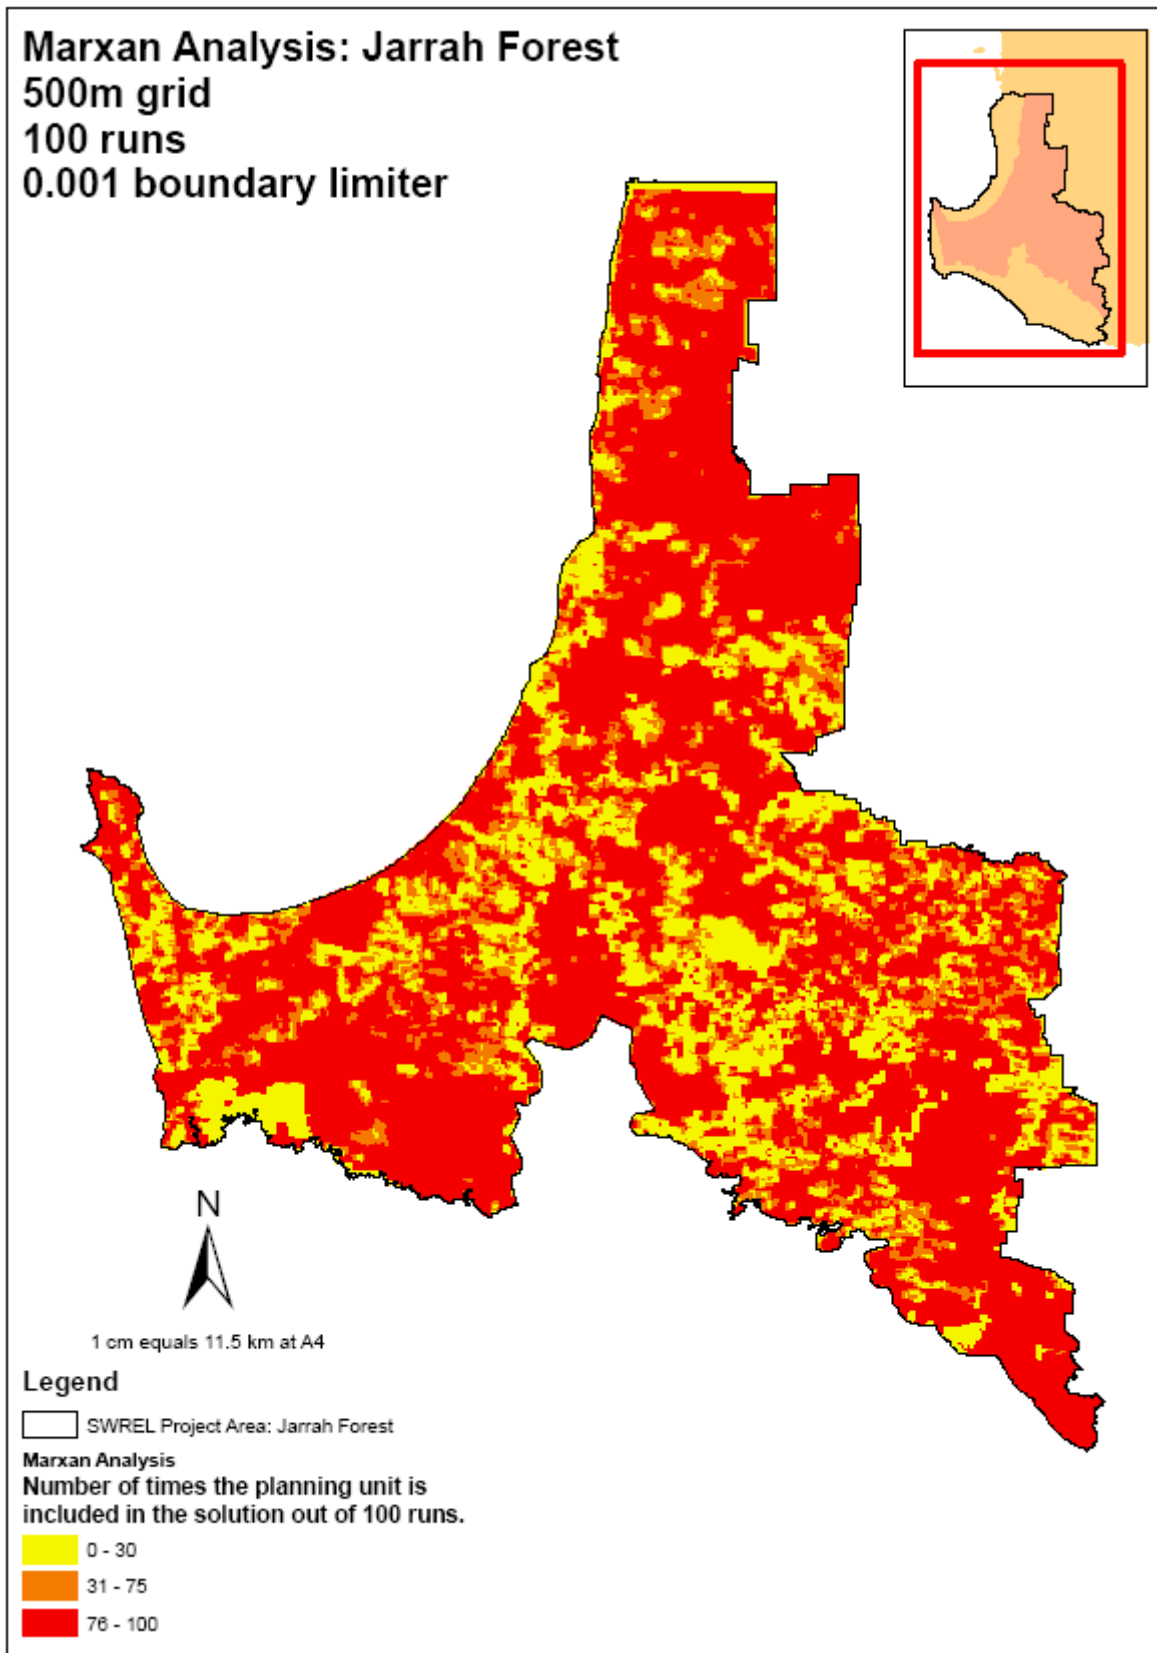 Marxan Analysis: Jarrah Forest
500m grid
100 runs
0.001 boundary limiter
N
1 cm equals 11.5 km at A4
Legend
SWREL Project Area: Jarrah Forest
Marxan Analysis
Number of times the planning unit is
included in the solution out of 100 runs.
0 - 30
31 - 75
76 - 100